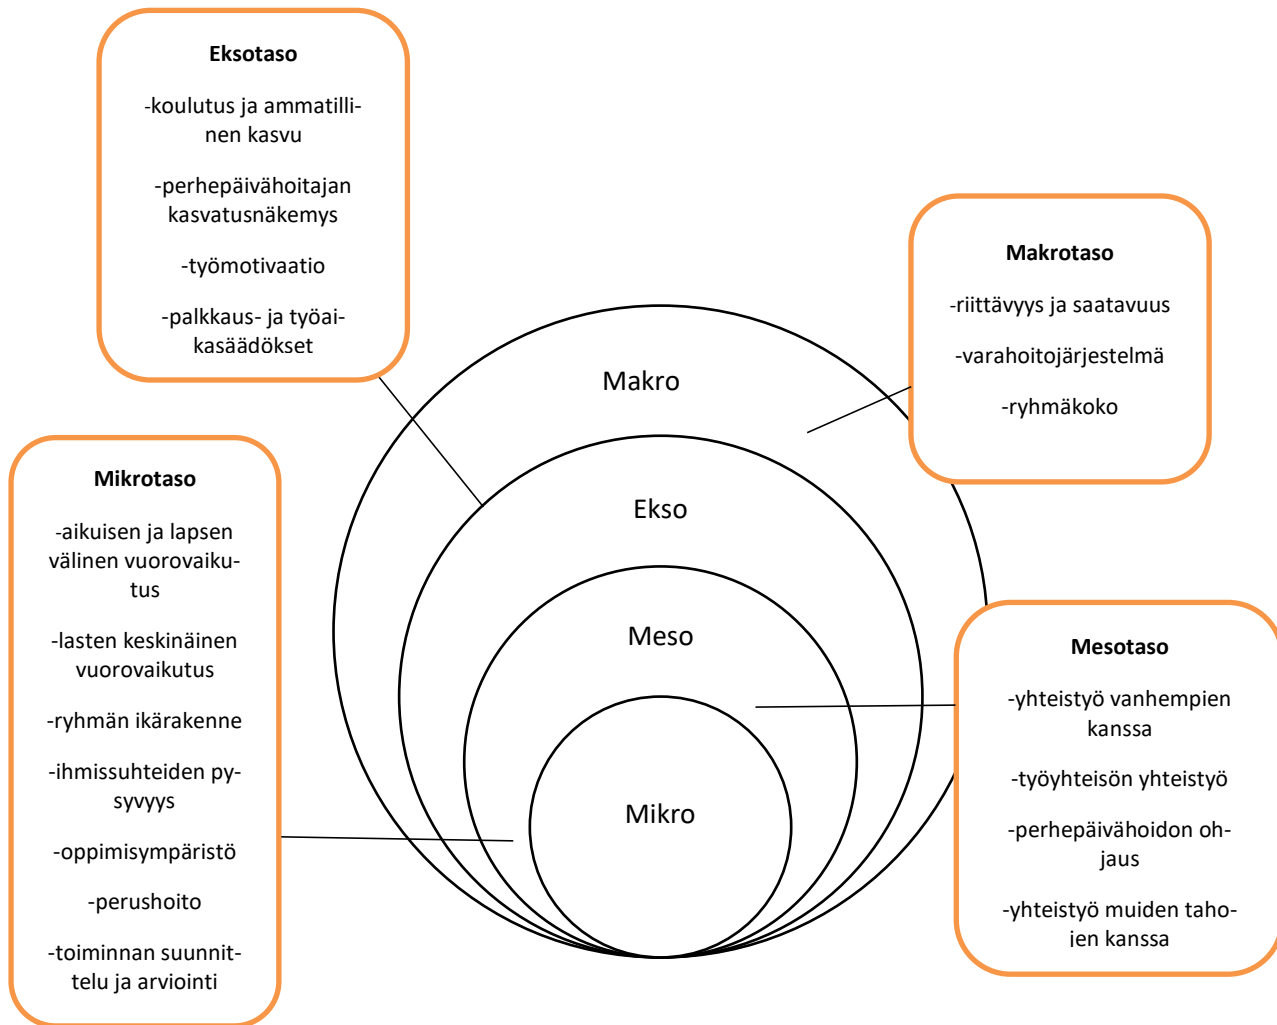 Eksotaso
-koulutus ja ammatilli-
nen kasvu
-perhepäivähoitajan
kasvatusnäkemys
-työmotivaatio
-palkkaus- ja työai-
kasäädökset
Makrotaso
-riittävyys ja saatavuus
-varahoitojärjestelmä
-ryhmäkoko
Makro
Ekso
Meso
Mikro
Mikrotaso
-aikuisen ja lapsen
välinen vuorovaiku-
tus
-lasten keskinäinen
vuorovaikutus
-ryhmän ikärakenne
-ihmissuhteiden py-
syvyys
-oppimisympäristö
-perushoito
-toiminnan suunnit-
telu ja arviointi
Mesotaso
-yhteistyö vanhempien
kanssa
-työyhteisön yhteistyö
-perhepäivähoidon oh-
jaus
-yhteistyö muiden taho-
jen kanssa